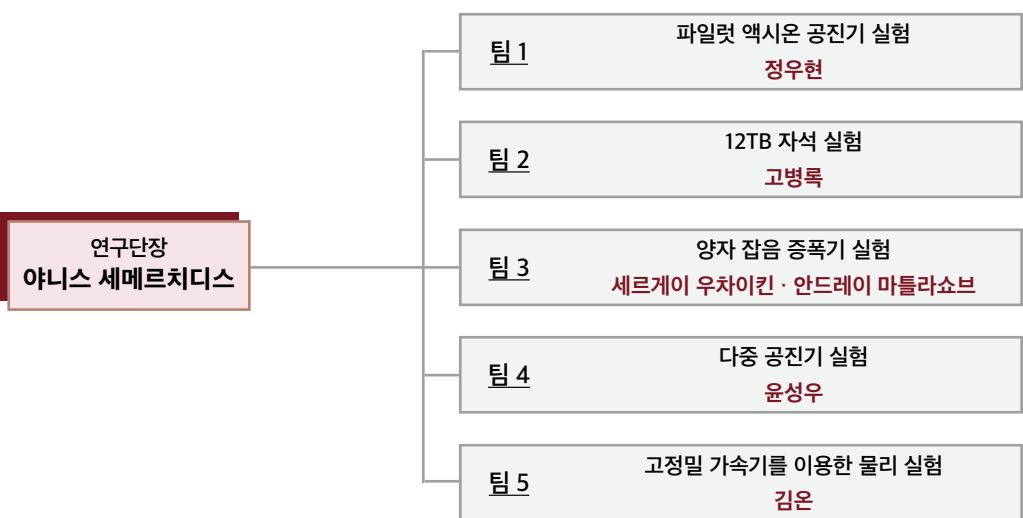 팀 1
파일럿 액시온 공진기 실험
정우현
팀 2
12TB 자석 실험
고병록
연구단장
야니스 세메르치디스
팀 3
양자 잡음 증폭기 실험
세르게이 우차이킨 · 안드레이 마틀라쇼브
팀 4
다중 공진기 실험
윤성우
팀 5
고정밀 가속기를 이용한 물리 실험
김온